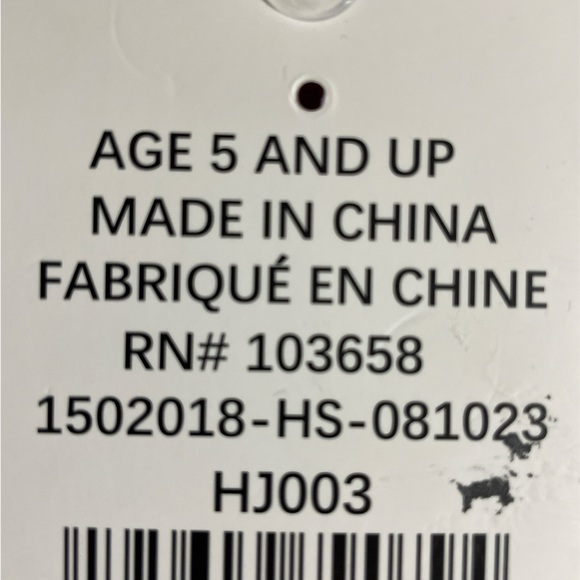 AGE 5 AND UP
MADE IN CHINA
FABRIQUÉ EN CHINE
RN# 103658
1502018-HS-081023
HJ003